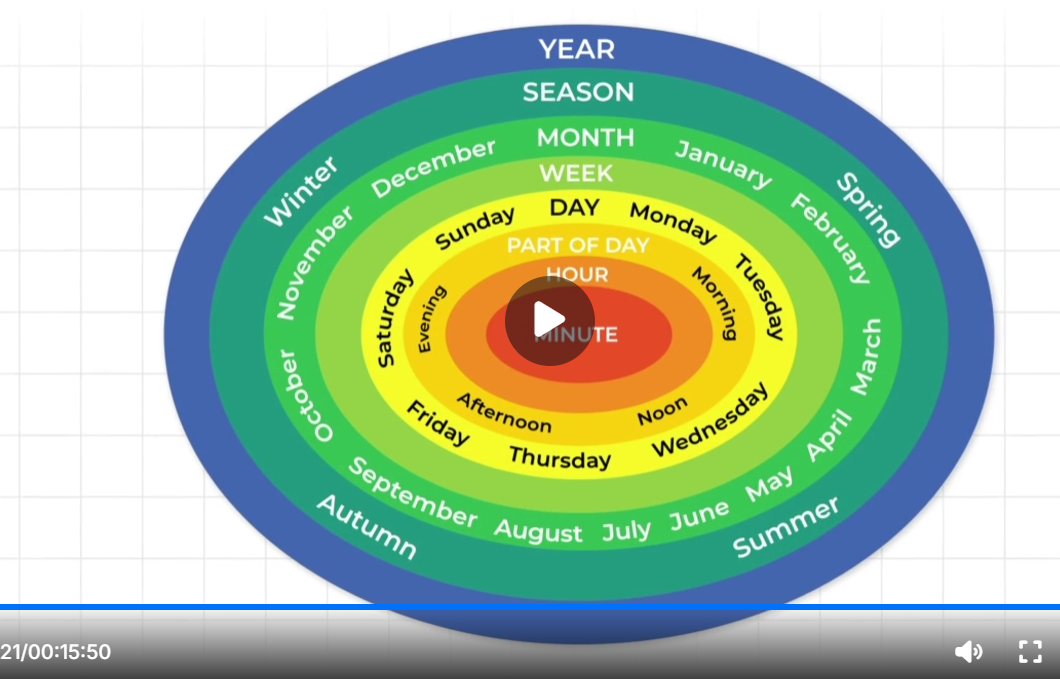 YEAR
SEASON
Winter
Spring
Summer
Autumn
MONTH
January
February
March
April
May
June
July
August
September
October
November
December
WEEK
DAY
Monday
Tuesday
Wednesday
Thursday
Friday
Saturday
Sunday
PART OF DAY
Morning
Noon
Afternoon
Evening
HOUR
MINUTE
21/00:15:50